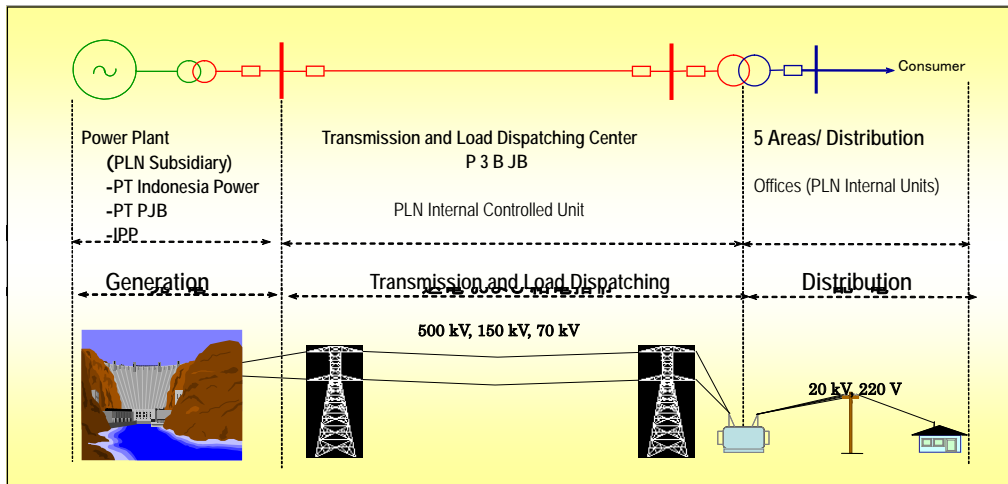 Consumer
Power Plant
(PLN Subsidiary)
-PT Indonesia Power
-PT PJB
-IPP
Transmission and Load Dispatching Center
P 3 B JB
PLN Internal Controlled Unit
5 Areas/ Distribution
Offices (PLN Internal Units)
Generation
Transmission and Load Dispatching
Distribution
500 kV, 150 kV, 70 kV
20 kV, 220 V